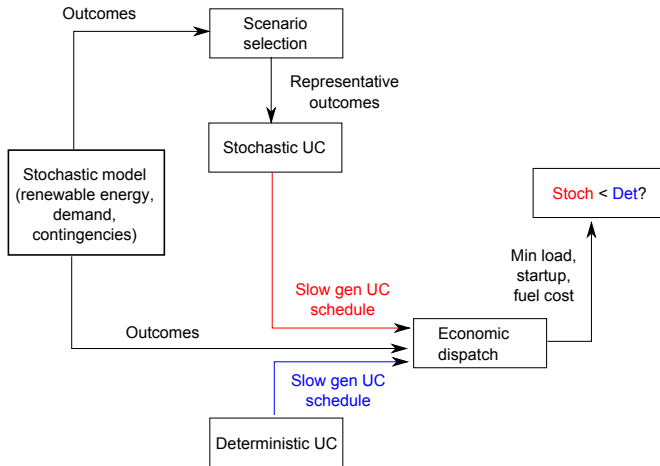 Outcomes
Scenario
selection
Representative
outcomes
Stochastic UC
Stochastic model
(renewable energy,
demand,
contingencies)
Stoch < Det?
Min load,
startup,
fuel cost
Slow gen UC
schedule
Outcomes
Economic
dispatch
Slow gen UC
schedule
Deterministic UC